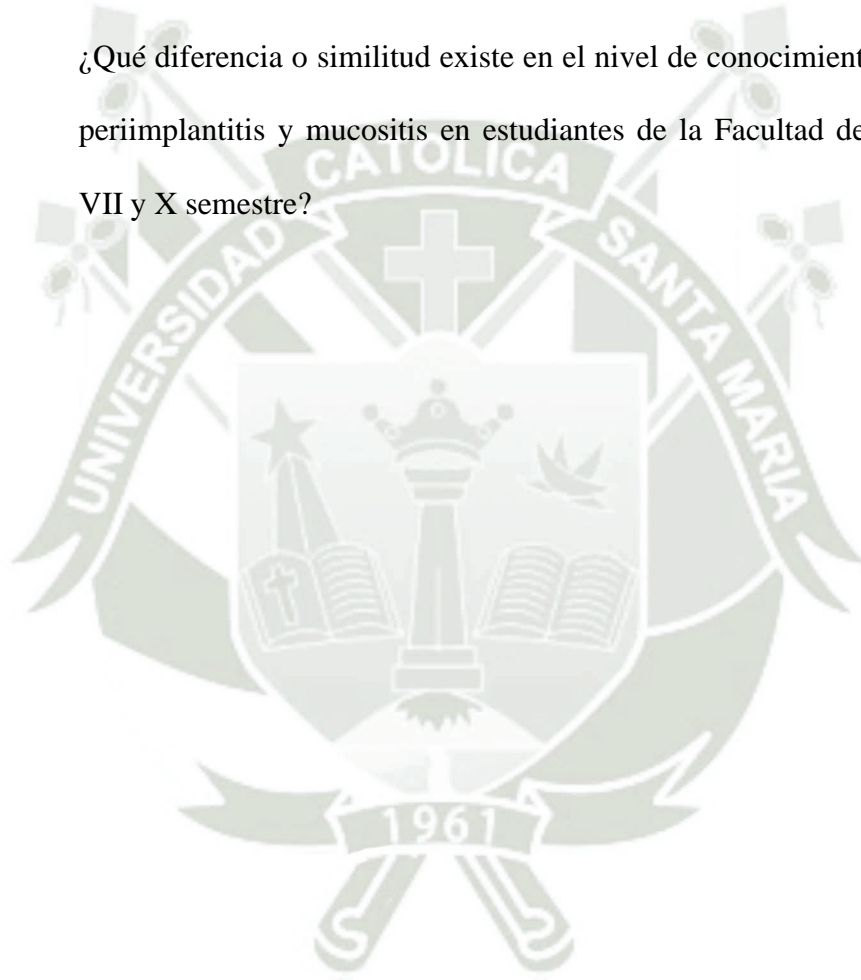 ¿Qué diferencia o similitud existe en el nivel de conocimient
periimplantitis y mucositis en estudiantes de la Facultad de
VII y X semestre?
UNIVERSIDAD CATOLICA SANTA MARIA
1961